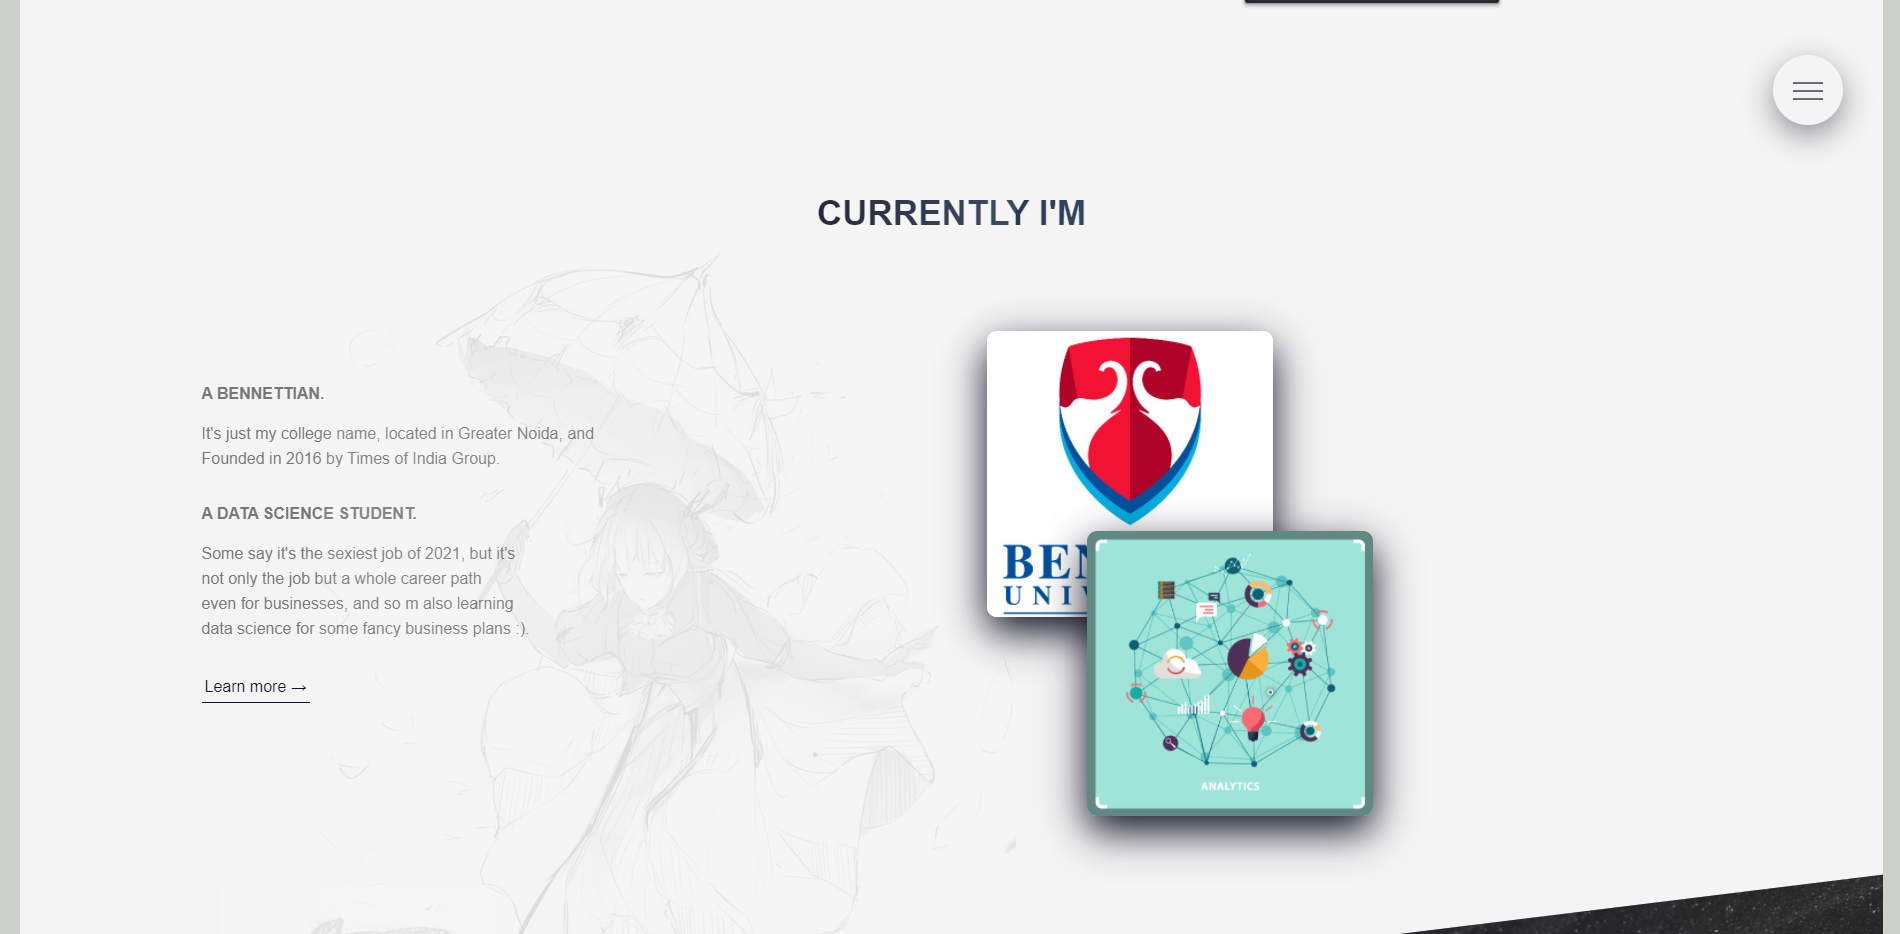 CURRENTLY I'M
A BENNETTIAN.
It's just my college name, located in Greater Noida, and
Founded in 2016 by Times of India Group.
A DATA SCIENCE STUDENT.
Some say it's the sexiest job of 2021, but it's
not only the job but a whole career path
even for businesses, and so m also learning
data science for some fancy business plans :).
Learn more →
BEN
UNIV
ANALYTICS